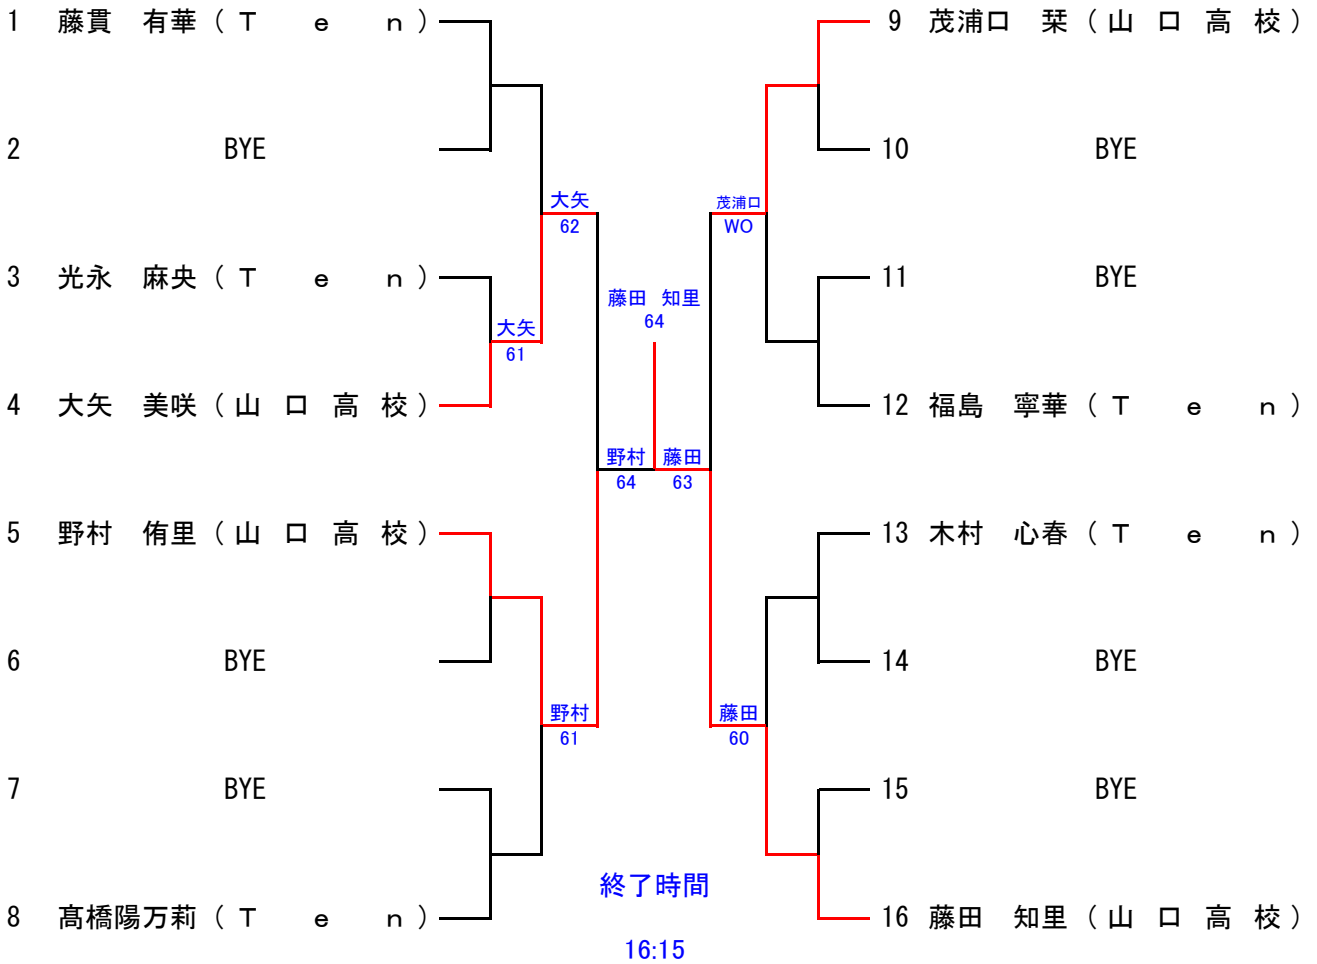 1 藤貫 有華 ( Ｔ ｅ ｎ )
2 BYE
3 光永 麻央 ( Ｔ ｅ ｎ )
4 大矢 美咲 ( 山 口 高 校 )
5 野村 侑里 ( 山 口 高 校 )
6 BYE
7 BYE
8 髙橋陽万莉 ( Ｔ ｅ ｎ )
大矢
61
大矢
62
野村
61
野村
64
藤田 知里
64
藤田
63
茂浦口
WO
藤田
60
9 茂浦口 栞 ( 山 口 高 校 )
10 BYE
11 BYE
12 福島 寧華 ( Ｔ ｅ ｎ )
13 木村 心春 ( Ｔ ｅ ｎ )
14 BYE
15 BYE
16 藤田 知里 ( 山 口 高 校 )
終了時間
16:15